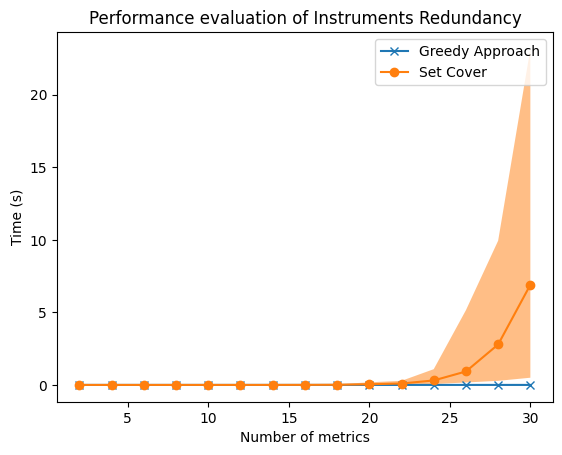 Performance evaluation of Instruments Redundancy
Greedy Approach
Set Cover
Time (s)
20
15
10
5
0
5
10
15
20
25
30
Number of metrics